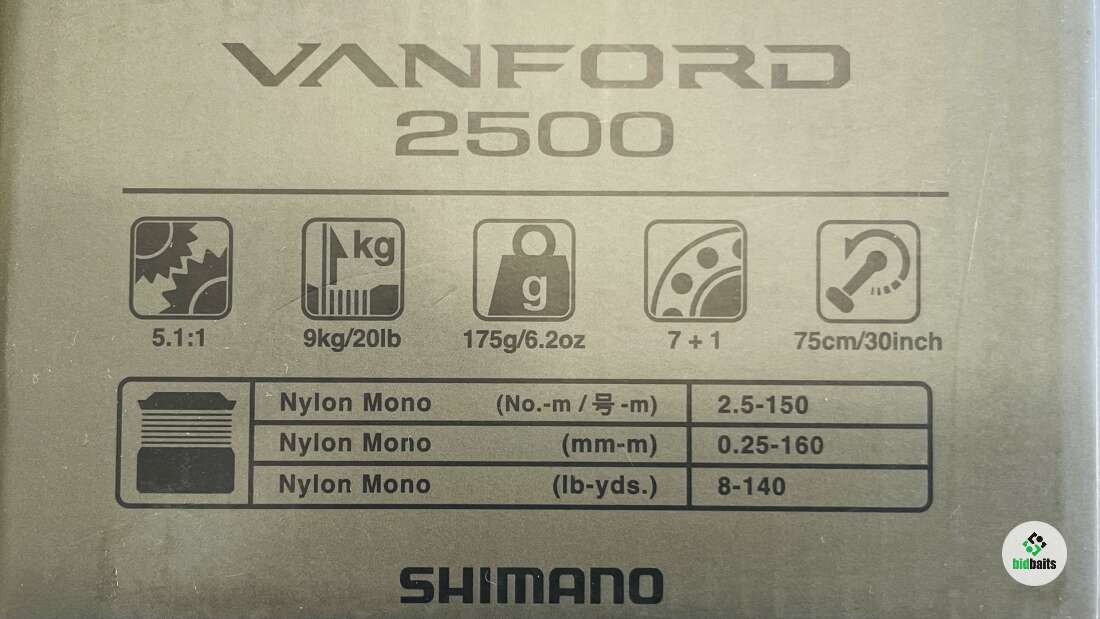 VANFORD
2500
kg
g
5.1:1 9kg/20lb 175g/6.2oz 7 + 1 75cm/30inch
Nylon Mono (No.-m / 号 -m) 2.5-150
Nylon Mono (mm-m) 0.25-160
Nylon Mono (lb-yds.) 8-140
SHIMANO
bidbaits